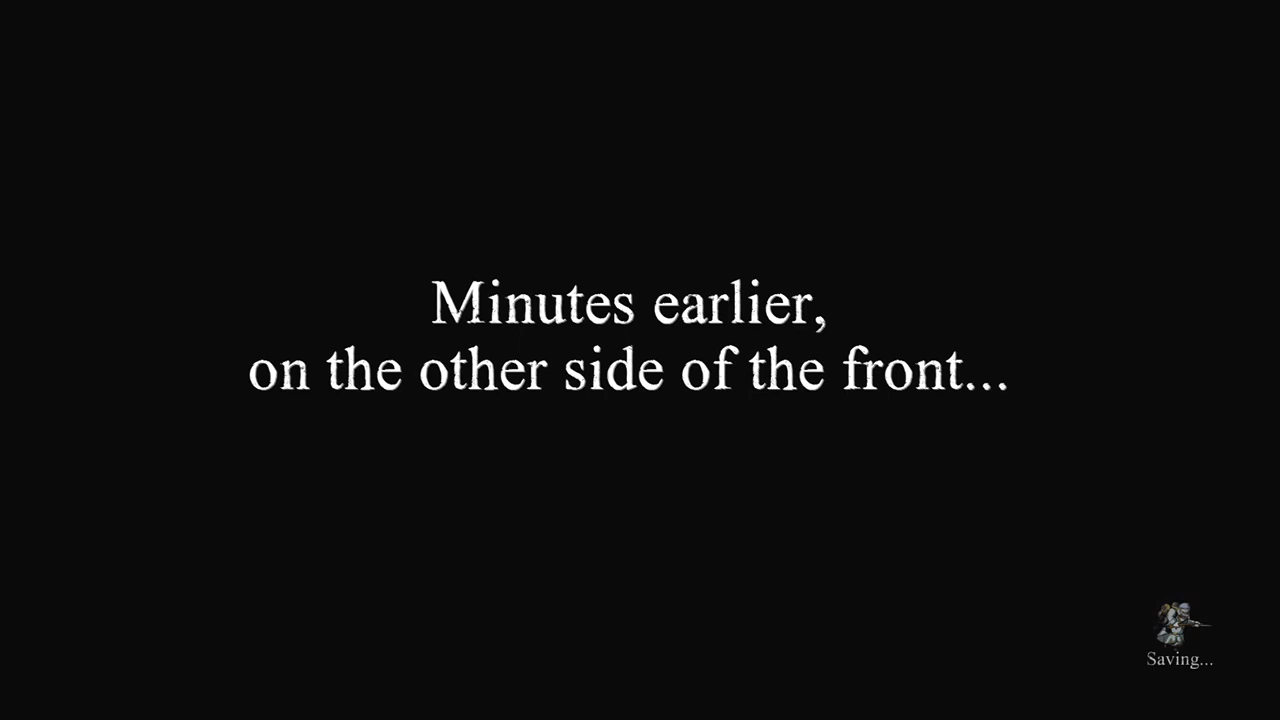 Minutes earlier,
on the other side of the front...
Saving...